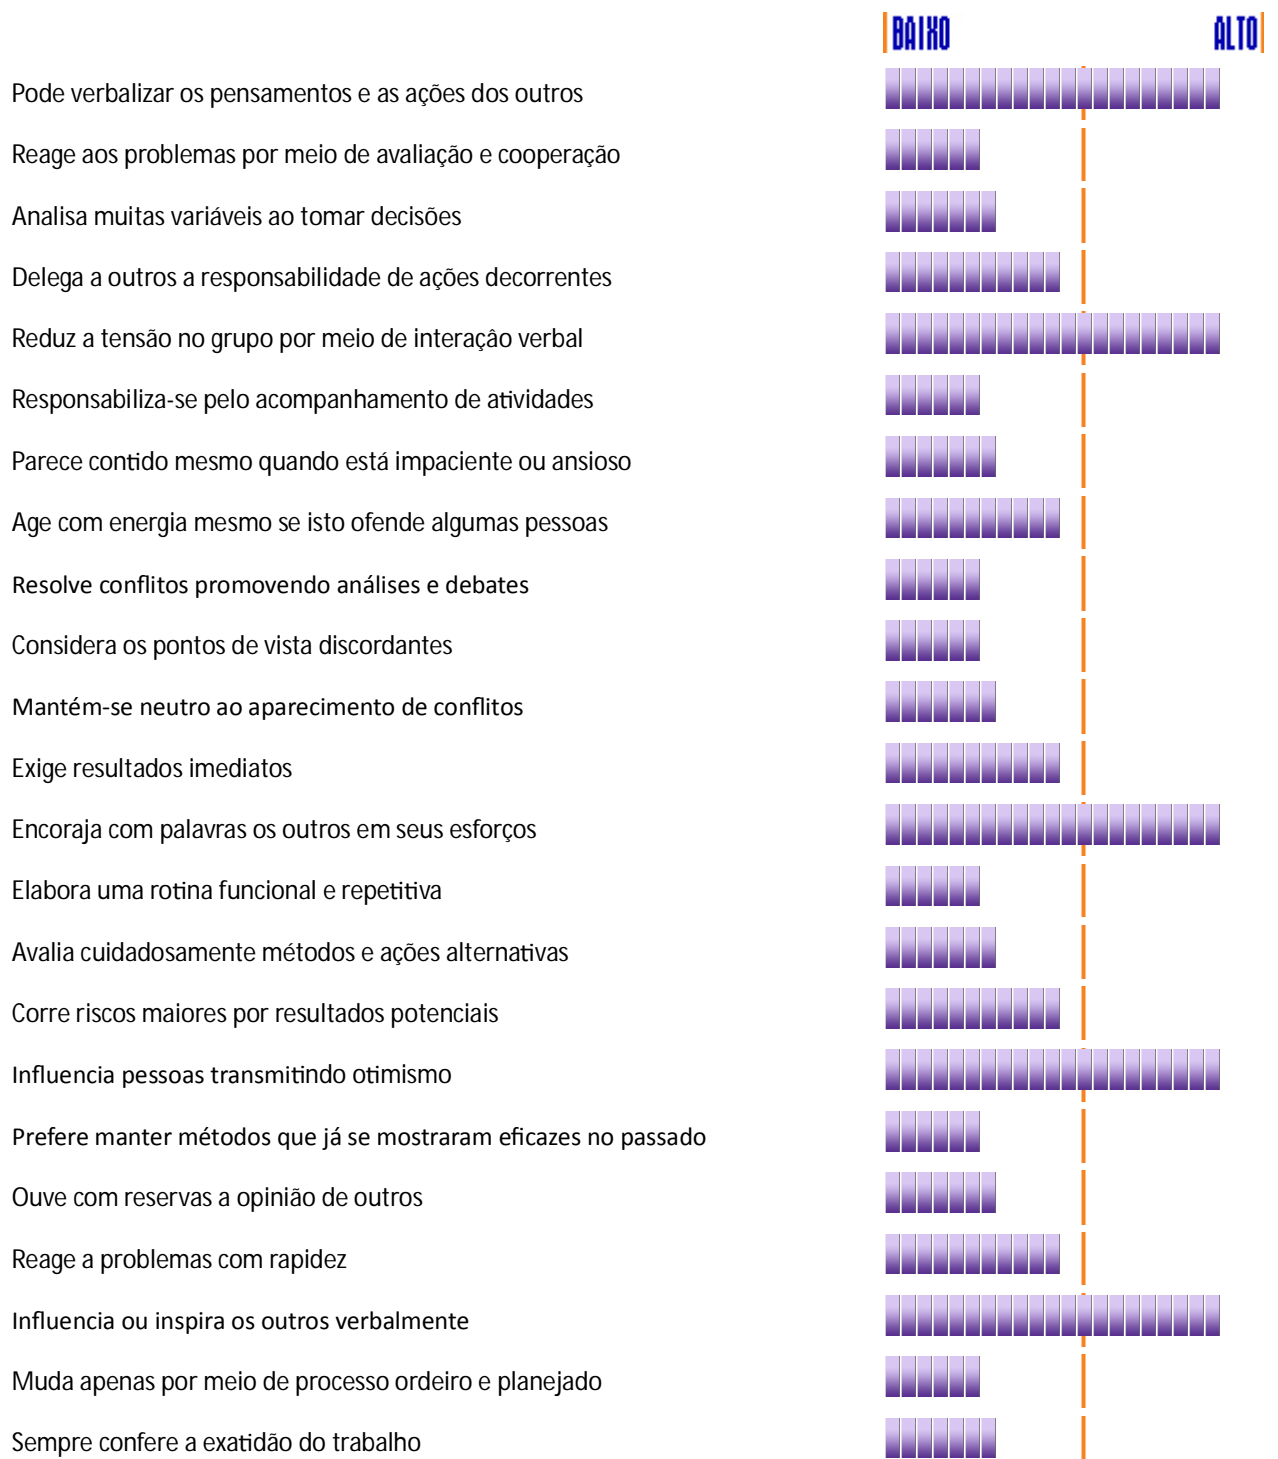 BAIXO ALTO
Pode verbalizar os pensamentos e as ações dos outros
Reage aos problemas por meio de avaliação e cooperação
Analisa muitas variáveis ao tomar decisões
Delega a outros a responsabilidade de ações decorrentes
Reduz a tensão no grupo por meio de interaçâo verbal
Responsabiliza-se pelo acompanhamento de atividades
Parece contido mesmo quando está impaciente ou ansioso
Age com energia mesmo se isto ofende algumas pessoas
Resolve conflitos promovendo análises e debates
Considera os pontos de vista discordantes
Mantém-se neutro ao aparecimento de conflitos
Exige resultados imediatos
Encoraja com palavras os outros em seus esforços
Elabora uma rotina funcional e repetitiva
Avalia cuidadosamente métodos e ações alternativas
Corre riscos maiores por resultados potenciais
Influencia pessoas transmitindo otimismo
Prefere manter métodos que já se mostraram eficazes no passado
Ouve com reservas a opinião de outros
Reage a problemas com rapidez
Influencia ou inspira os outros verbalmente
Muda apenas por meio de processo ordeiro e planejado
Sempre confere a exatidão do trabalho